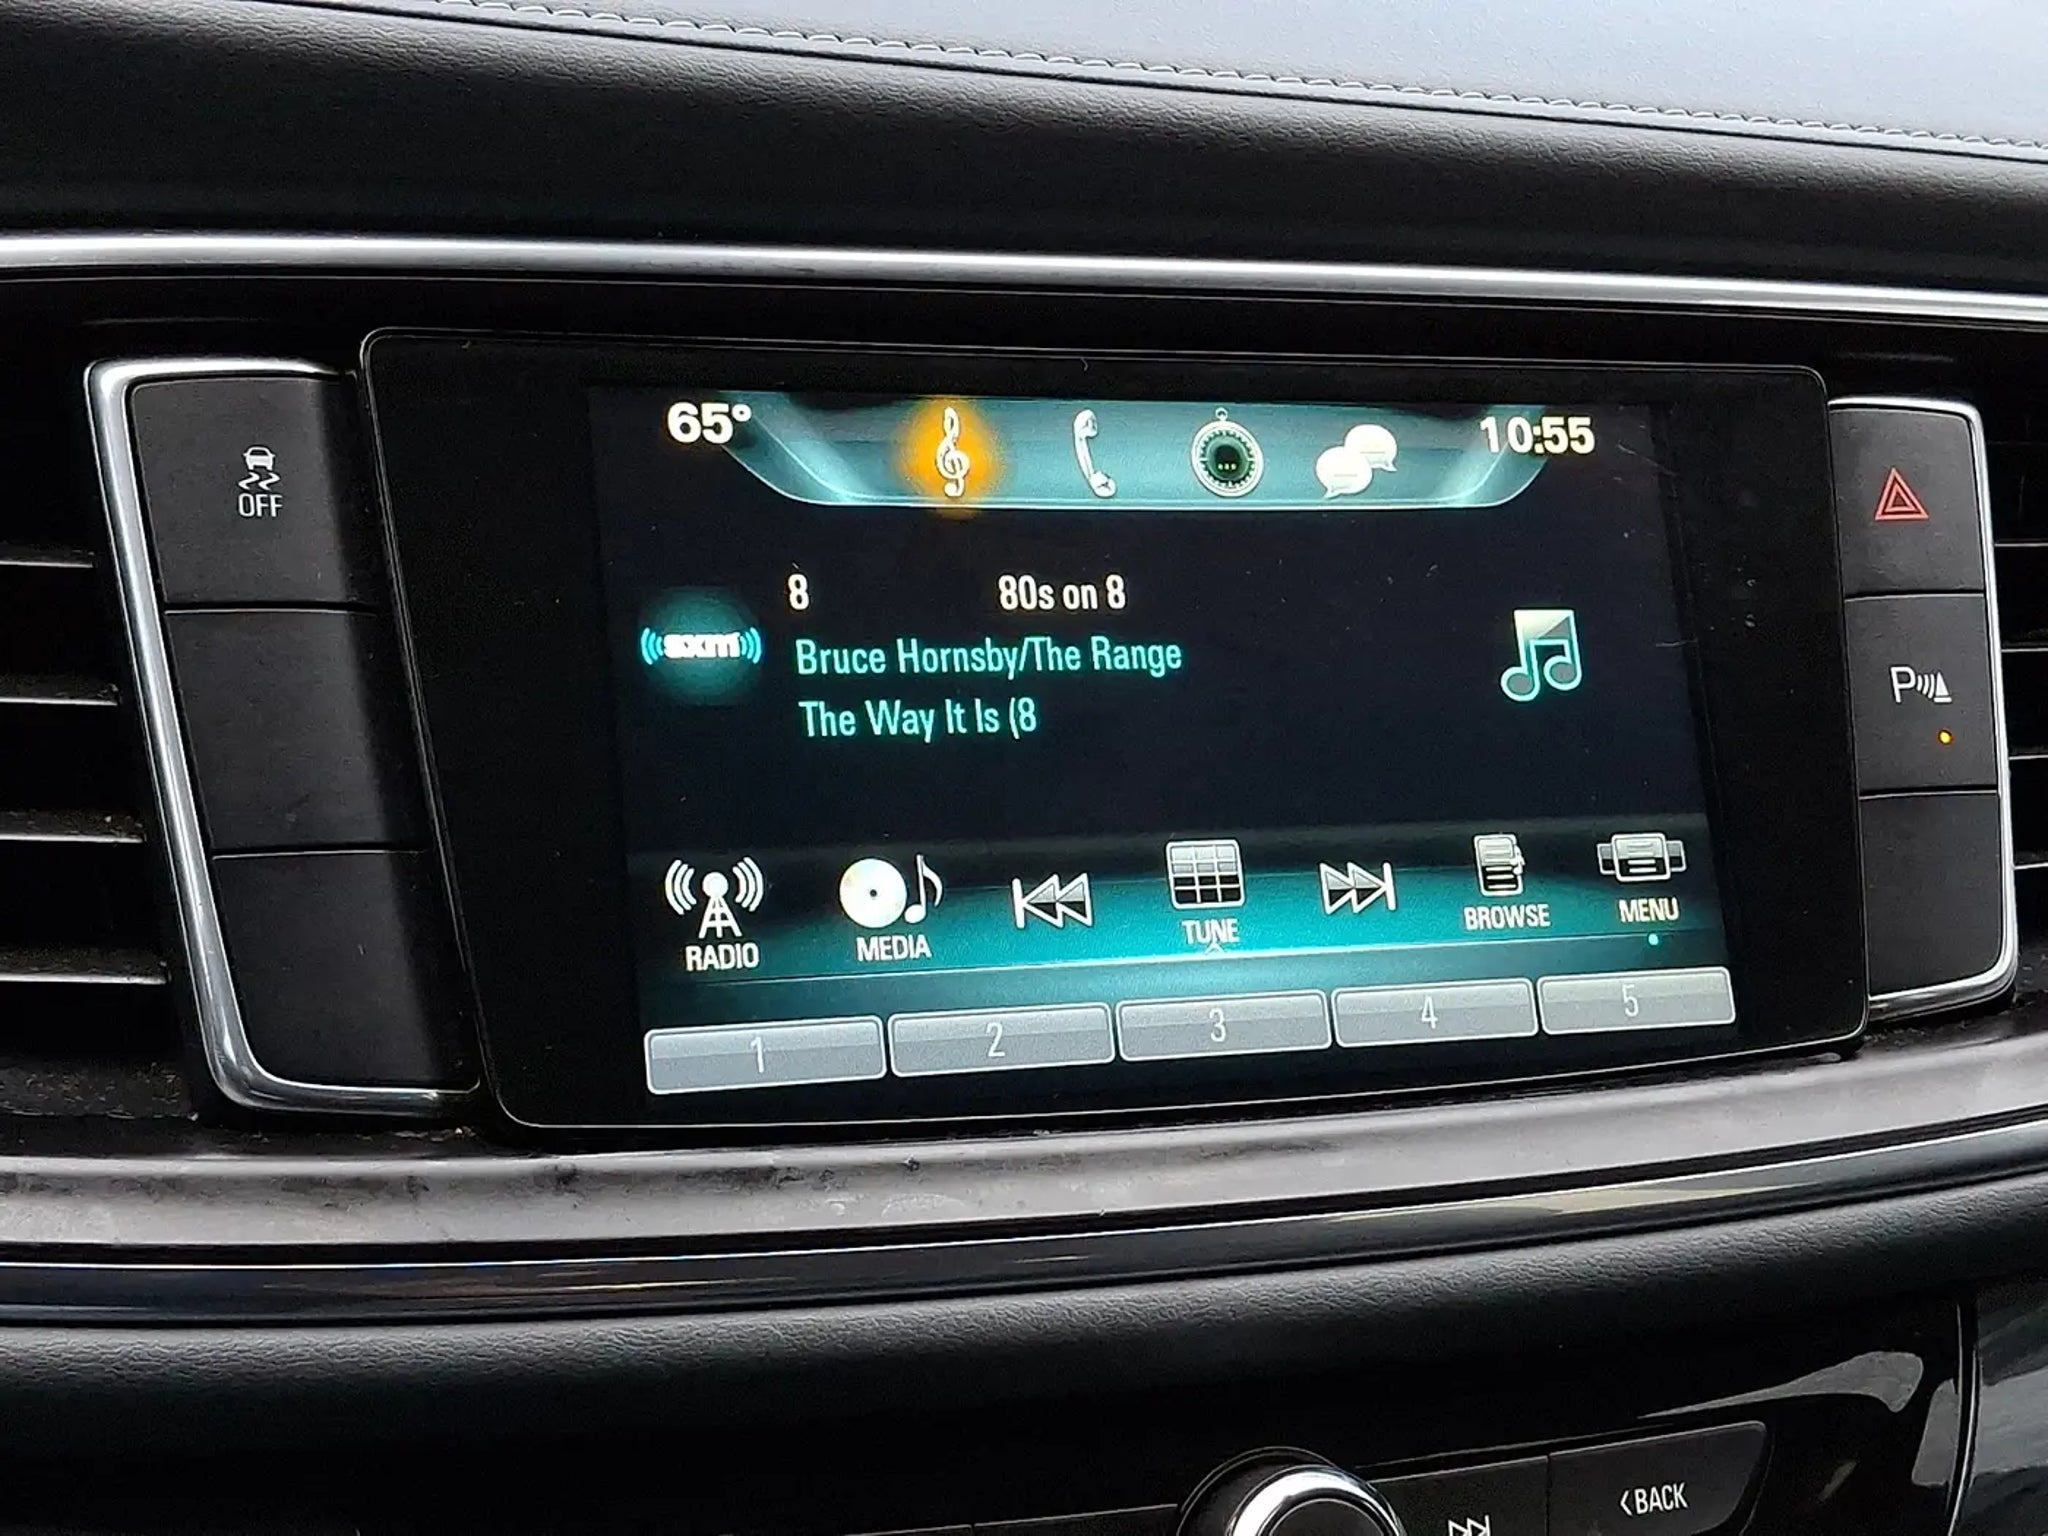 65° 10:55
OFF
8 80s on 8
((sxm))
Bruce Hornsby/The Range
The Way It Is (8
P
RADIO MEDIA TUNE BROWSE MENU
1 2 3 4 5
<BACK